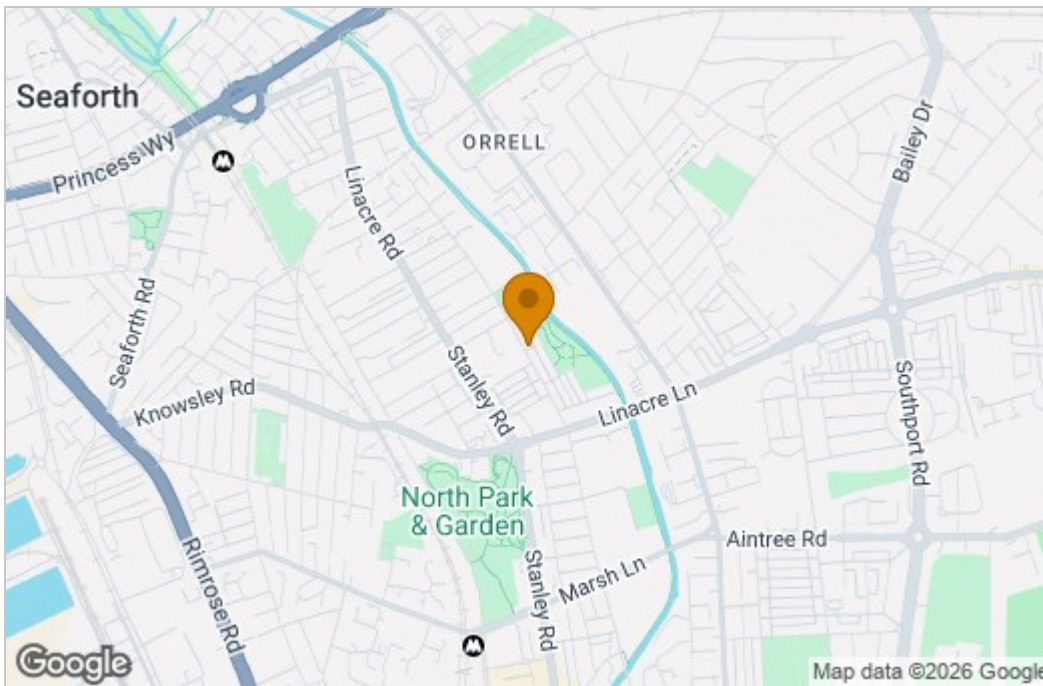 Seaforth
Princess Wy
ORRELL
Bailey Dr
Linacre Rd
Seaforth Rd
Stanley Rd
Knowsley Rd
Linacre Ln
Southport Rd
North Park
& Garden
Aintree Rd
Rimrose Rd
Stanley Rd
Marsh Ln
Google
Map data ©2026 Google